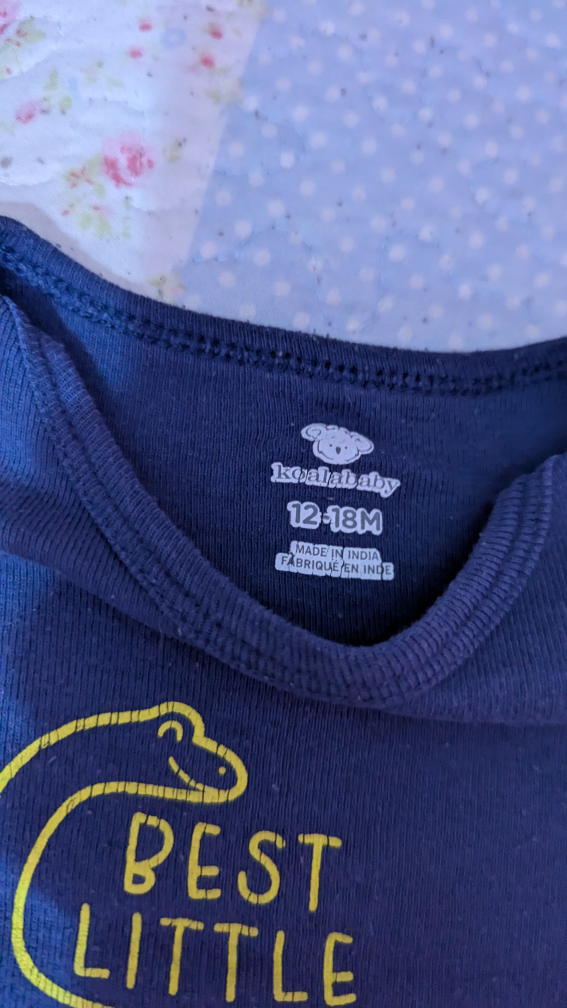 koalababy
12-18M
MADE IN INDIA
FABRIQUÉ EN INDE
BEST
LITTLE